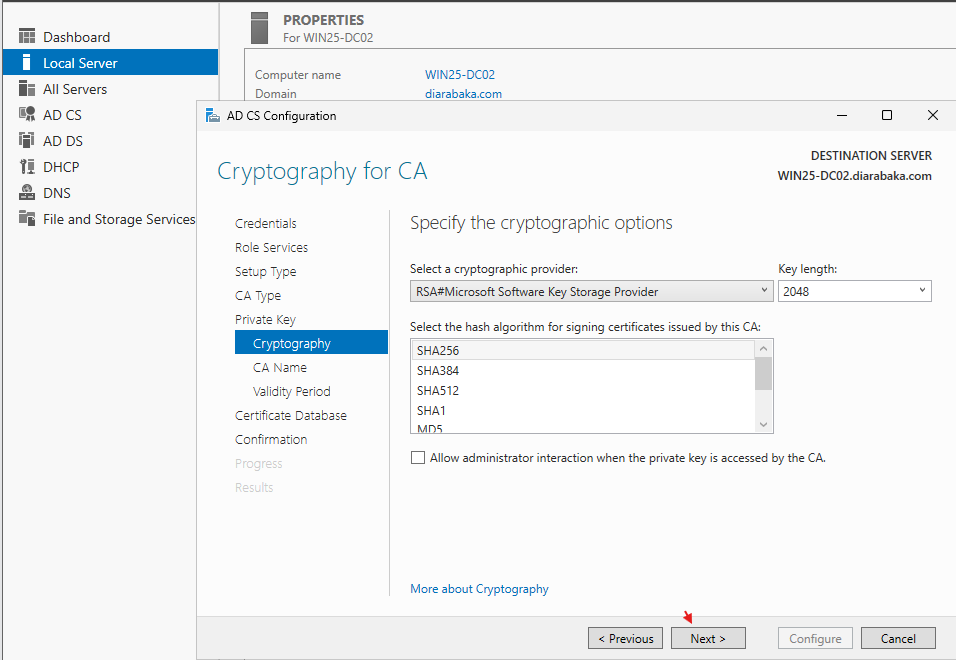 Dashboard
Local Server
All Servers
AD CS
AD DS
DHCP
DNS
File and Storage Services
PROPERTIES
For WIN25-DC02
Computer name WIN25-DC02
Domain diarabaka.com
AD CS Configuration
Cryptography for CA
DESTINATION SERVER
WIN25-DC02.diarabaka.com
Credentials
Role Services
Setup Type
CA Type
Private Key
Cryptography
CA Name
Validity Period
Certificate Database
Confirmation
Progress
Results
Specify the cryptographic options
Select a cryptographic provider: Key length:
RSA#Microsoft Software Key Storage Provider 2048
Select the hash algorithm for signing certificates issued by this CA:
SHA256
SHA384
SHA512
SHA1
MD5
Allow administrator interaction when the private key is accessed by the CA.
More about Cryptography
< Previous Next > Configure Cancel